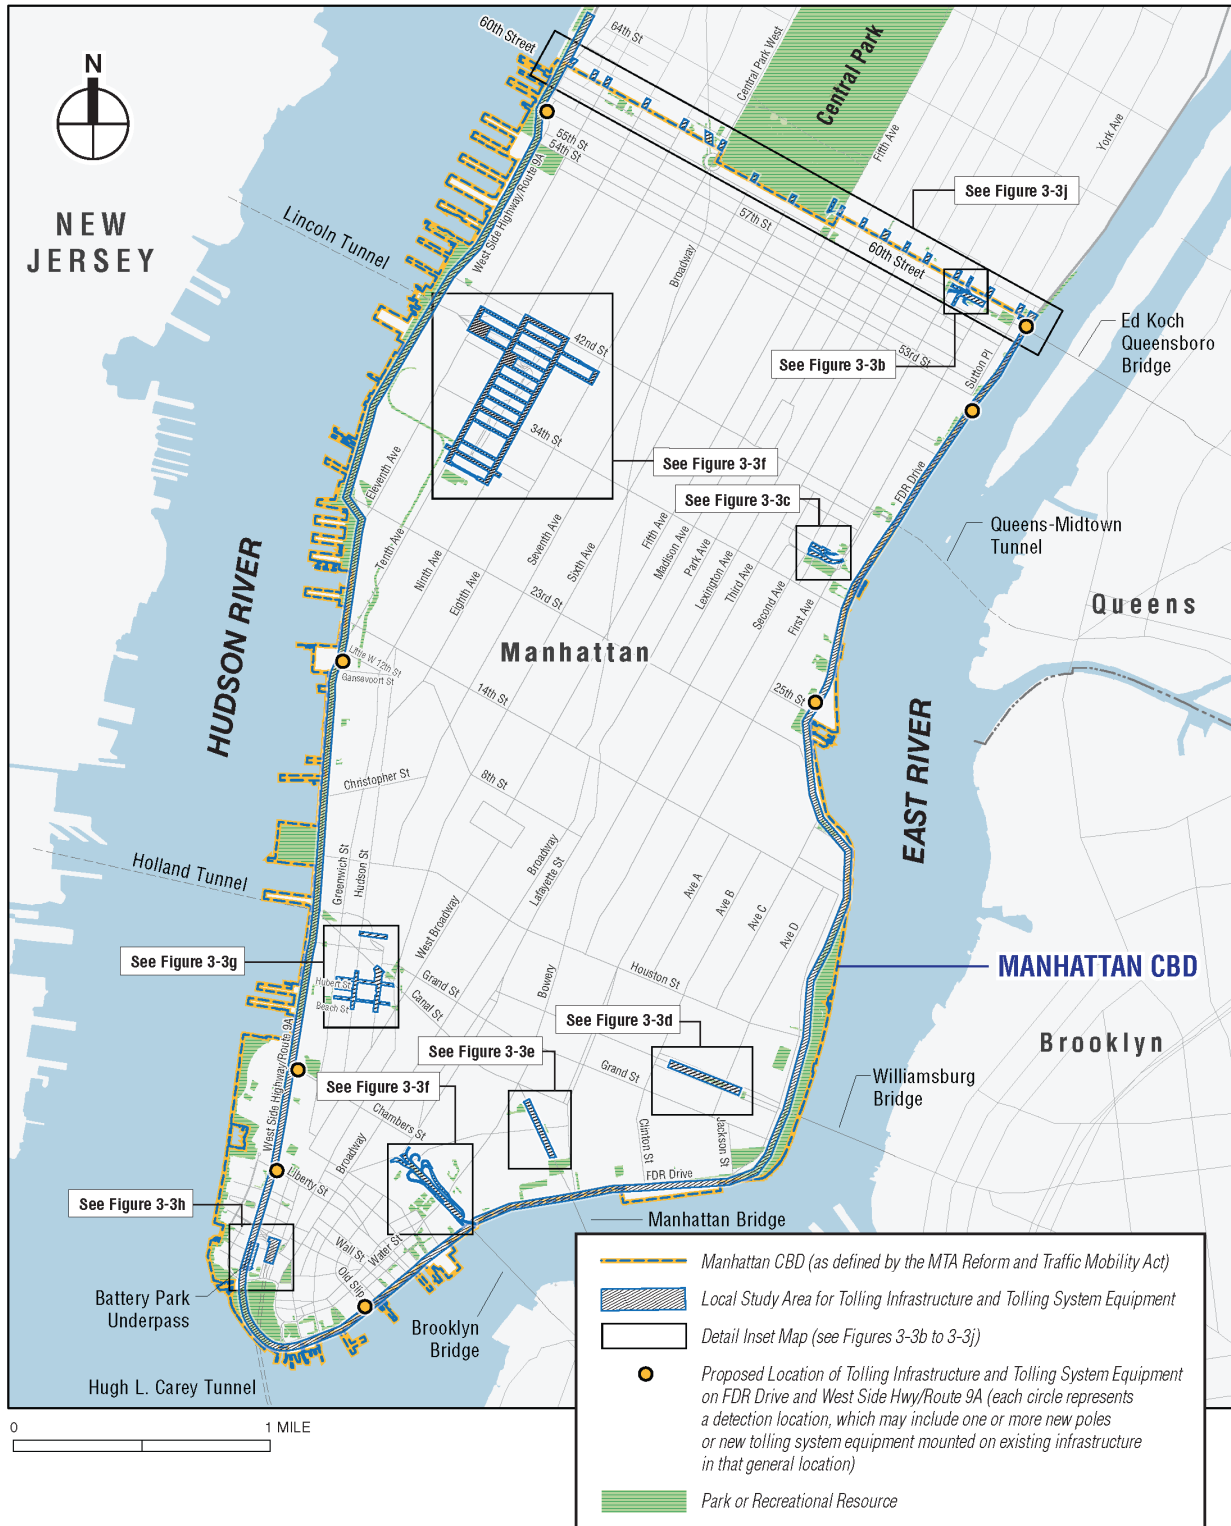 60th Street
64th St
Central Park West
Central Park
Fifth Ave
York Ave
N
55th St
54th St
NEW
JERSEY
West Side Highway/Route 9A
See Figure 3-3j
57th St
Lincoln Tunnel
Broadway
60th Street
Ed Koch
Queensboro
Bridge
42nd St
53rd St
See Figure 3-3b
Sutton Pl
34th St
See Figure 3-3f
Eleventh Ave
See Figure 3-3c
FDR Drive
Queens-Midtown
Tunnel
Tenth Ave
Ninth Ave
Eighth Ave
Seventh Ave
Sixth Ave
Fifth Ave
Madison Ave
Park Ave
Lexington Ave
Third Ave
Second Ave
First Ave
23rd St
Queens
HUDSON RIVER
Manhattan
Little W 12th St
Gansevoort St
14th St
25th St
EAST RIVER
Christopher St
8th St
Holland Tunnel
Greenwich St
Hudson St
Broadway
Lafayette St
Ave A
Ave B
Ave C
Ave D
West Broadway
See Figure 3-3g
Hubert St
Beach St
Grand St
Canal St
Bowery
Houston St
MANHATTAN CBD
See Figure 3-3d
Brooklyn
West Side Highway/Route 9A
See Figure 3-3e
Grand St
See Figure 3-3f
Williamsburg
Bridge
Chambers St
Broadway
Clinton St
Jackson St
Liberty St
FDR Drive
See Figure 3-3h
Manhattan Bridge
Wall St
Water St
Old Slip
Battery Park
Underpass
Brooklyn
Bridge
Hugh L. Carey Tunnel
0
1 MILE
Manhattan CBD (as defined by the MTA Reform and Traffic Mobility Act)
Local Study Area for Tolling Infrastructure and Tolling System Equipment
Detail Inset Map (see Figures 3-3b to 3-3j)
Proposed Location of Tolling Infrastructure and Tolling System Equipment
on FDR Drive and West Side Hwy/Route 9A (each circle represents
a detection location, which may include one or more new poles
or new tolling system equipment mounted on existing infrastructure
in that general location)
Park or Recreational Resource